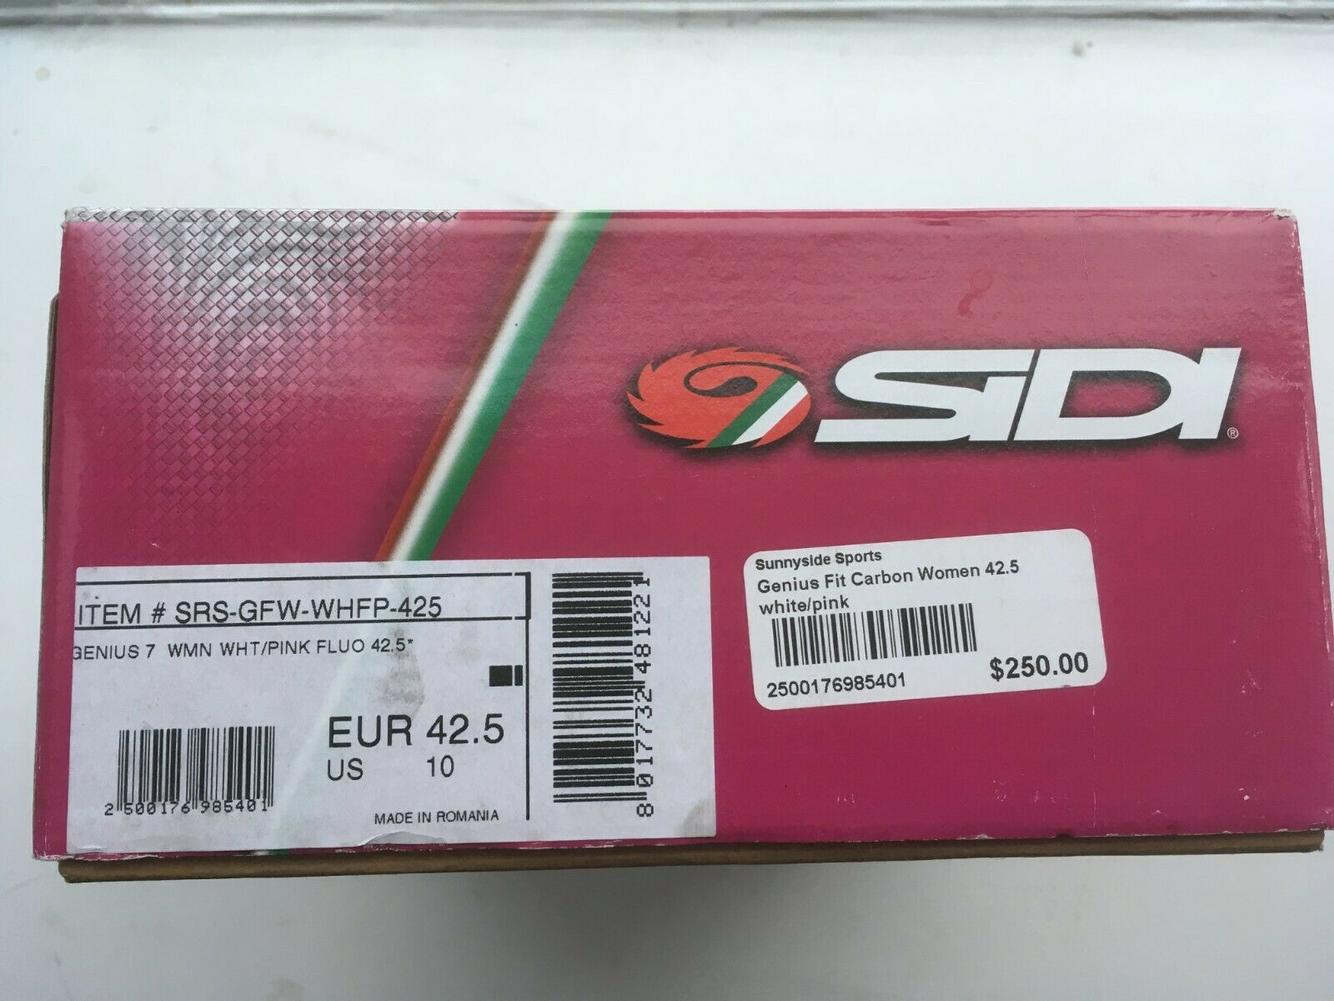 SIDI
®
Sunnyside Sports
Genius Fit Carbon Women 42.5
white/pink
2500176985401
$250.00
ITEM # SRS-GFW-WHFP-425
GENIUS 7 WMN WHT/PINK FLUO 42.5*
EUR 42.5
US 10
2 500176 985401
MADE IN ROMANIA
8 017732 481221